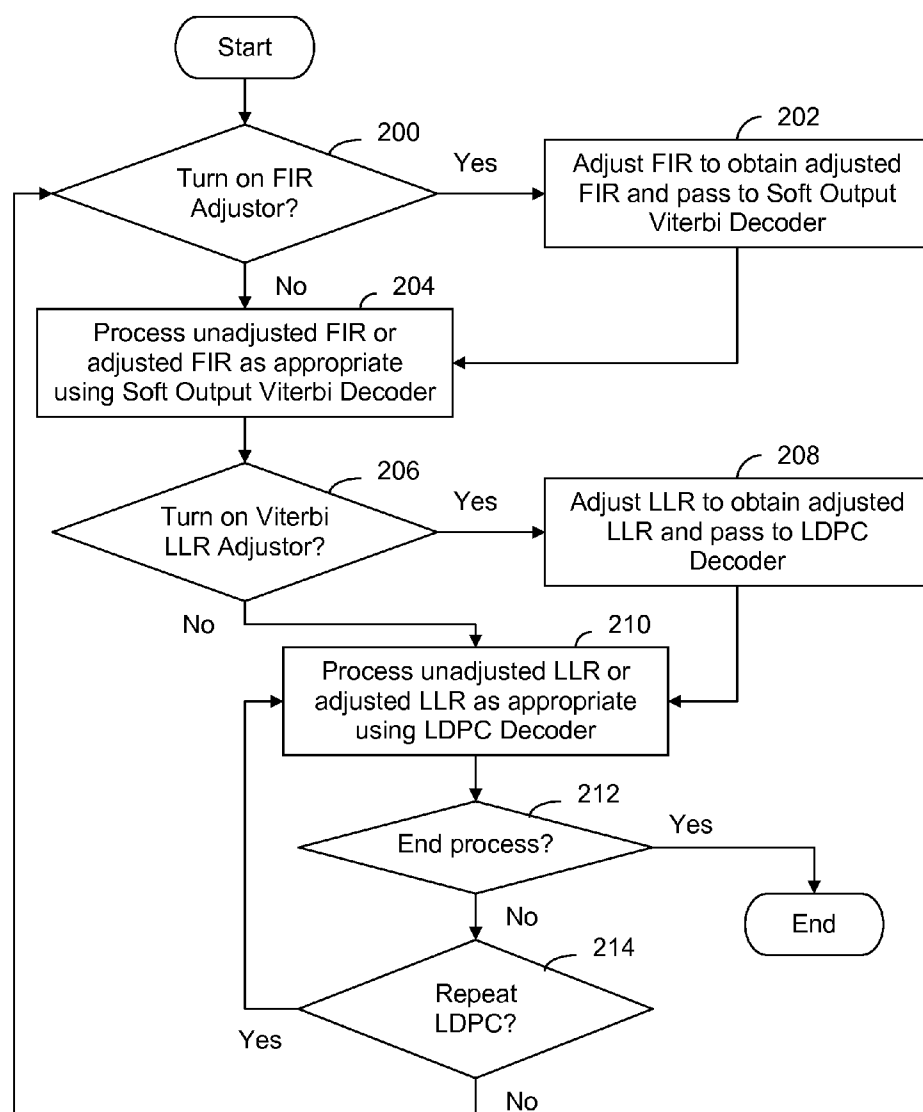 Start
200
Turn on FIR
Adjustor?
Yes
202
Adjust FIR to obtain adjusted
FIR and pass to Soft Output
Viterbi Decoder
No
204
Process unadjusted FIR or
adjusted FIR as appropriate
using Soft Output Viterbi Decoder
206
Turn on Viterbi
LLR Adjustor?
Yes
208
Adjust LLR to obtain adjusted
LLR and pass to LDPC
Decoder
No
210
Process unadjusted LLR or
adjusted LLR as appropriate
using LDPC Decoder
212
End process?
Yes
End
No
214
Repeat
LDPC?
Yes
No